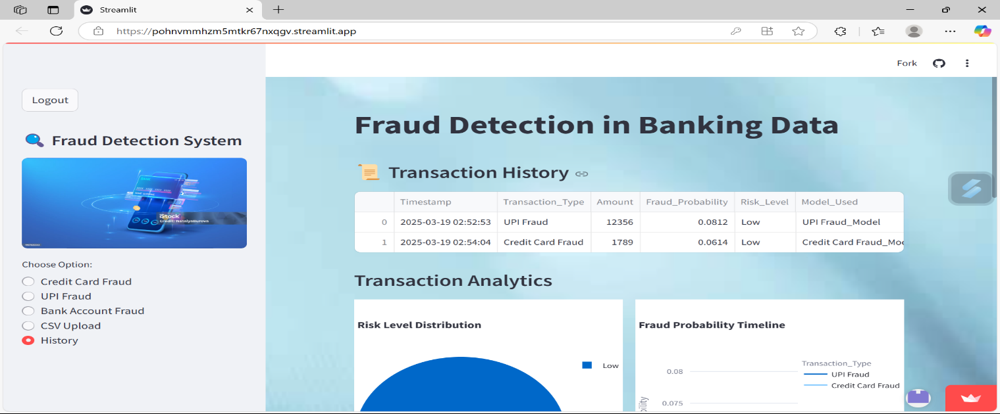 Streamlit
https://pohnvmmhzm5mtkr67nxqgv.streamlit.app
Fork
Logout
Fraud Detection System
iStock
Credit: NatalyaBurova
Choose Option:
Credit Card Fraud
UPI Fraud
Bank Account Fraud
CSV Upload
History
Fraud Detection in Banking Data
Transaction History
Timestamp Transaction_Type Amount Fraud_Probability Risk_Level Model_Used
0 2025-03-19 02:52:53 UPI Fraud 12356 0.0812 Low UPI Fraud_Model
1 2025-03-19 02:54:04 Credit Card Fraud 1789 0.0614 Low Credit Card Fraud_Mo
Transaction Analytics
Risk Level Distribution
Low
Fraud Probability Timeline
Transaction_Type
UPI Fraud
Credit Card Fraud
0.08
0.075